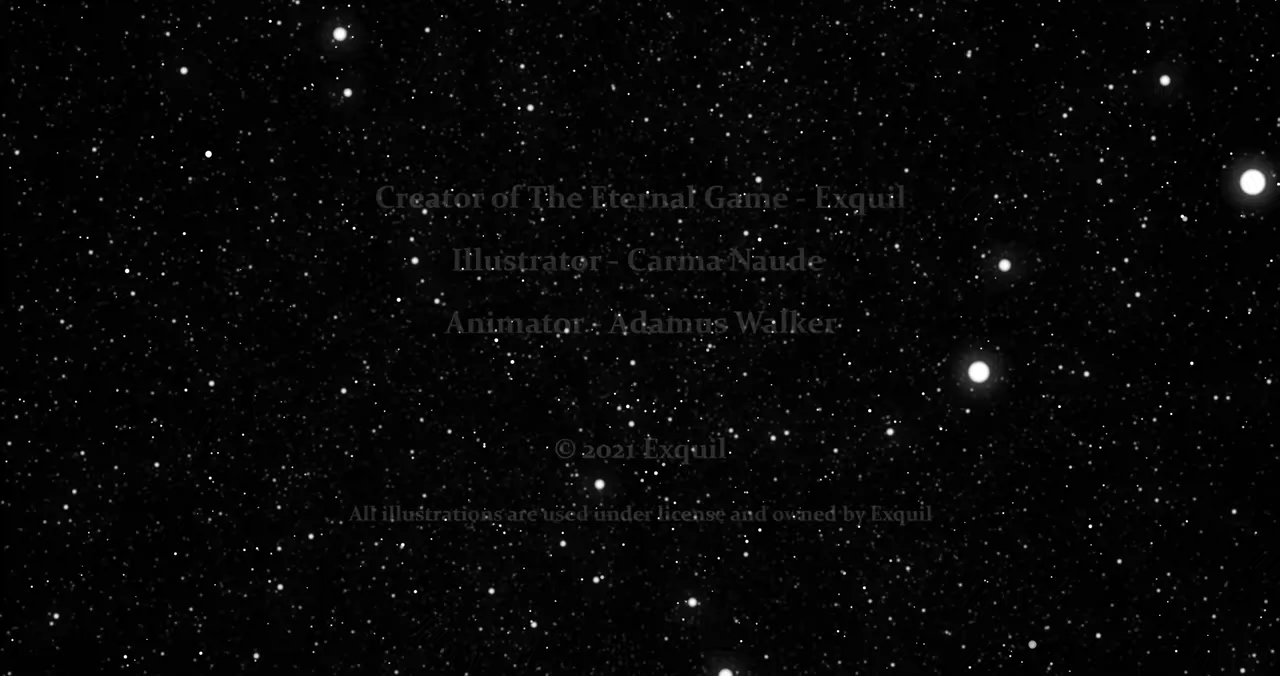 Creator of The Eternal Game - Exquil
Illustrator - Carma Naude
Animator - Adamus Walker
© 2021 Exquil
All illustrations are used under license and owned by Exquil